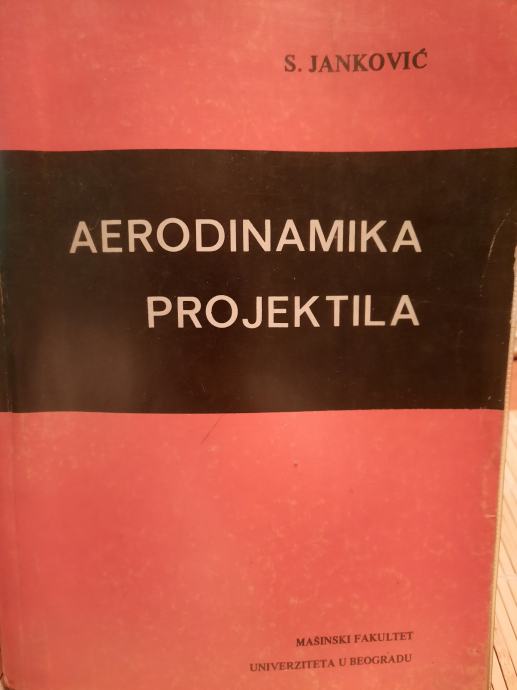 S. JANKOVIĆ
AERODINAMIKA
PROJEKTILA
MAŠINSKI FAKULTET
UNIVERZITETA U BEOGRADU